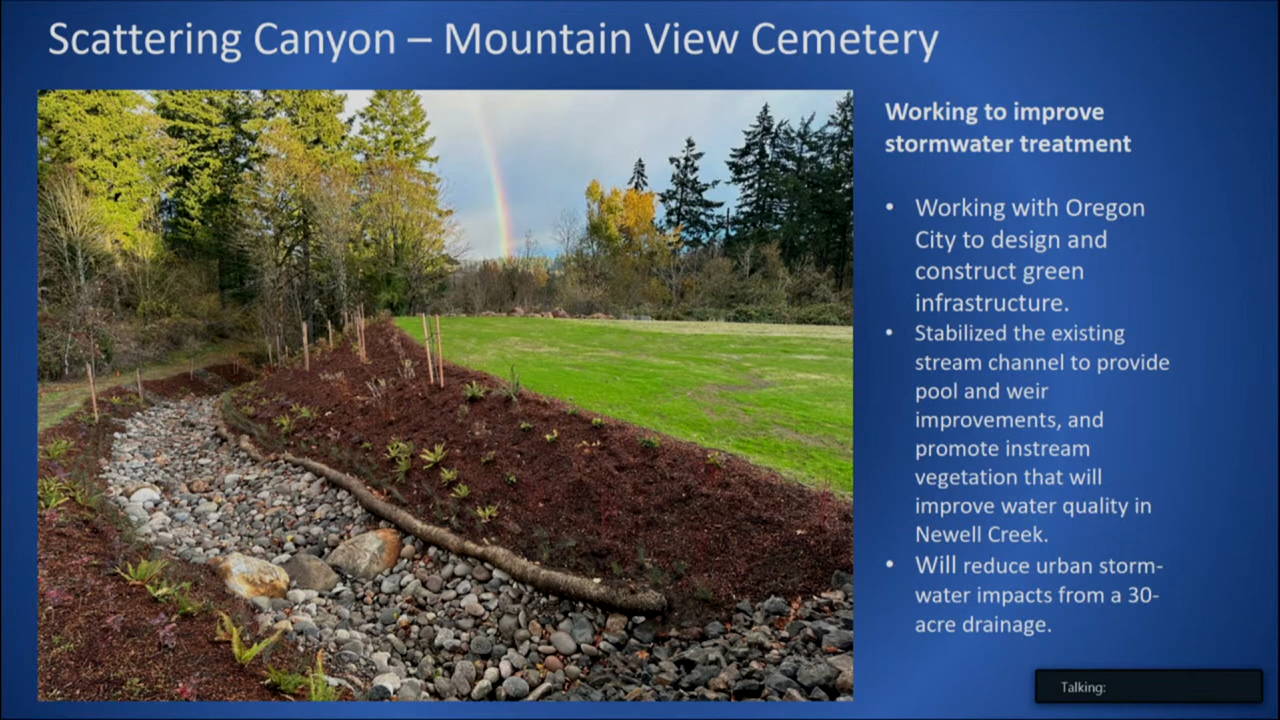 Scattering Canyon – Mountain View Cemetery
Working to improve
stormwater treatment
• Working with Oregon
City to design and
construct green
infrastructure.
• Stabilized the existing
stream channel to provide
pool and weir
improvements, and
promote instream
vegetation that will
improve water quality in
Newell Creek.
• Will reduce urban storm-
water impacts from a 30-
acre drainage.
Talking: